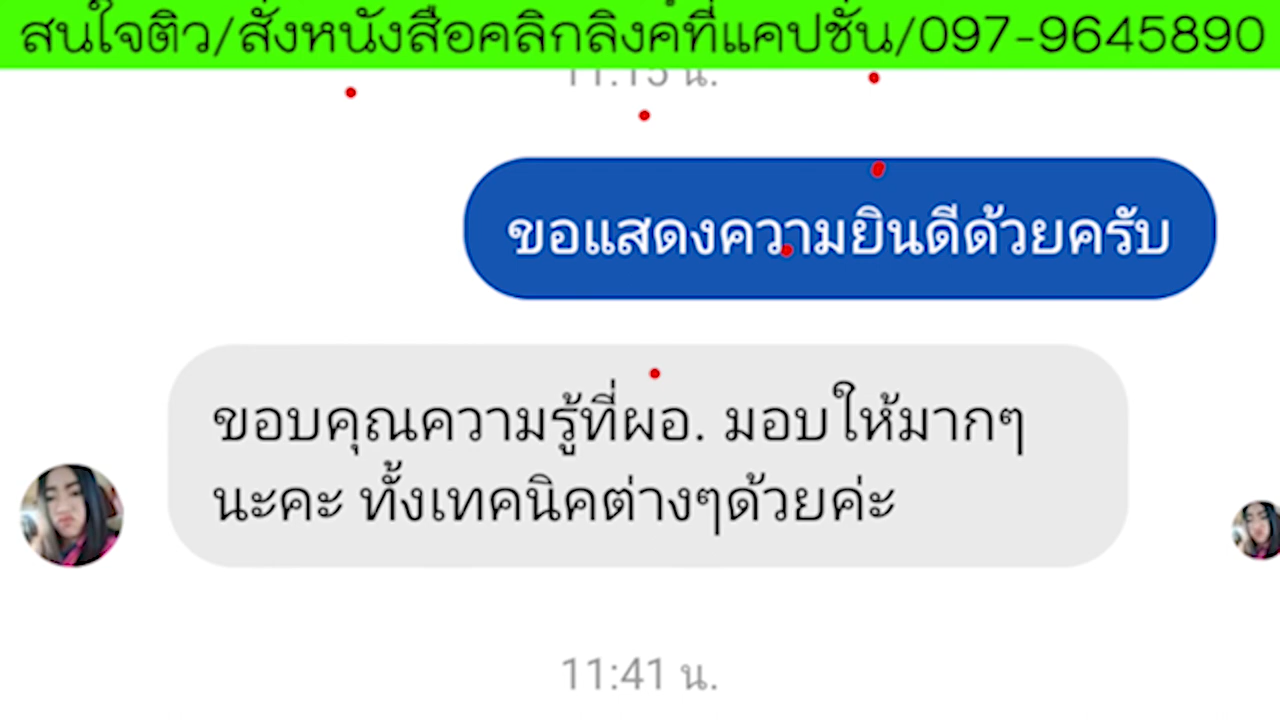 สนใจติว/สั่งหนังสือคลิกลิงค์ที่แคปชั่น/097-9645890
11:15 น.
ขอแสดงความยินดีด้วยครับ
ขอบคุณความรู้ที่ผอ. มอบให้มากๆ
นะคะ ทั้งเทคนิคต่างๆด้วยค่ะ
11:41 น.